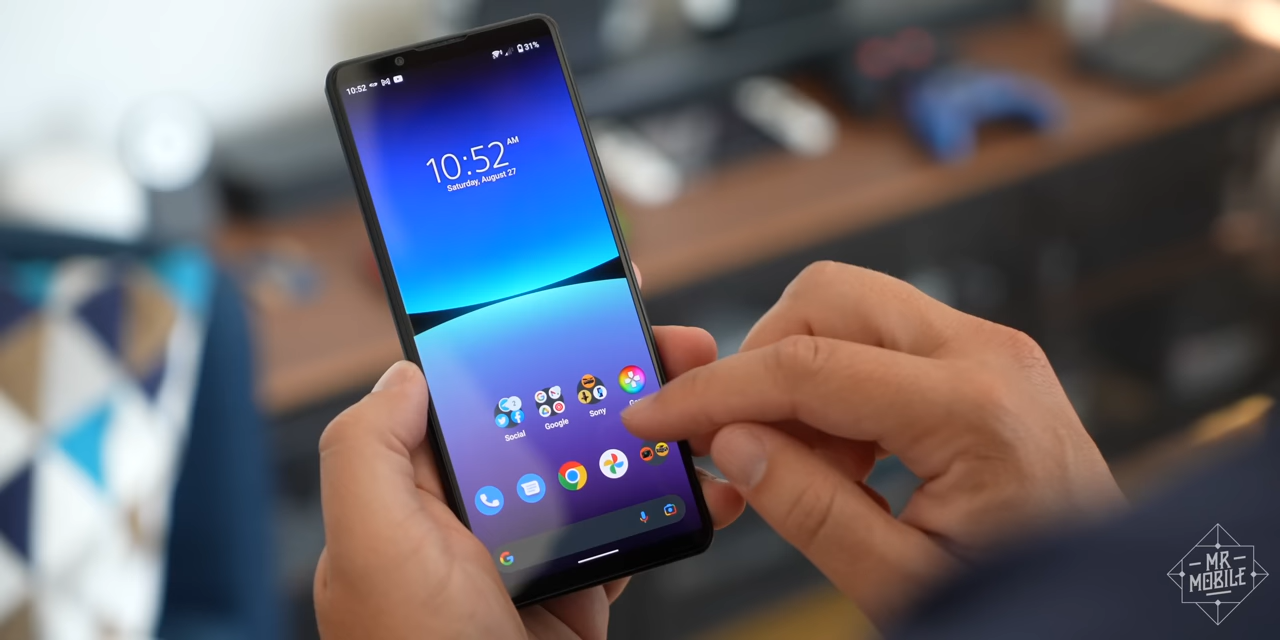 10:52
31%
10:52 AM
Saturday, August 27
Social
Google
Sony
MR
MOBILE